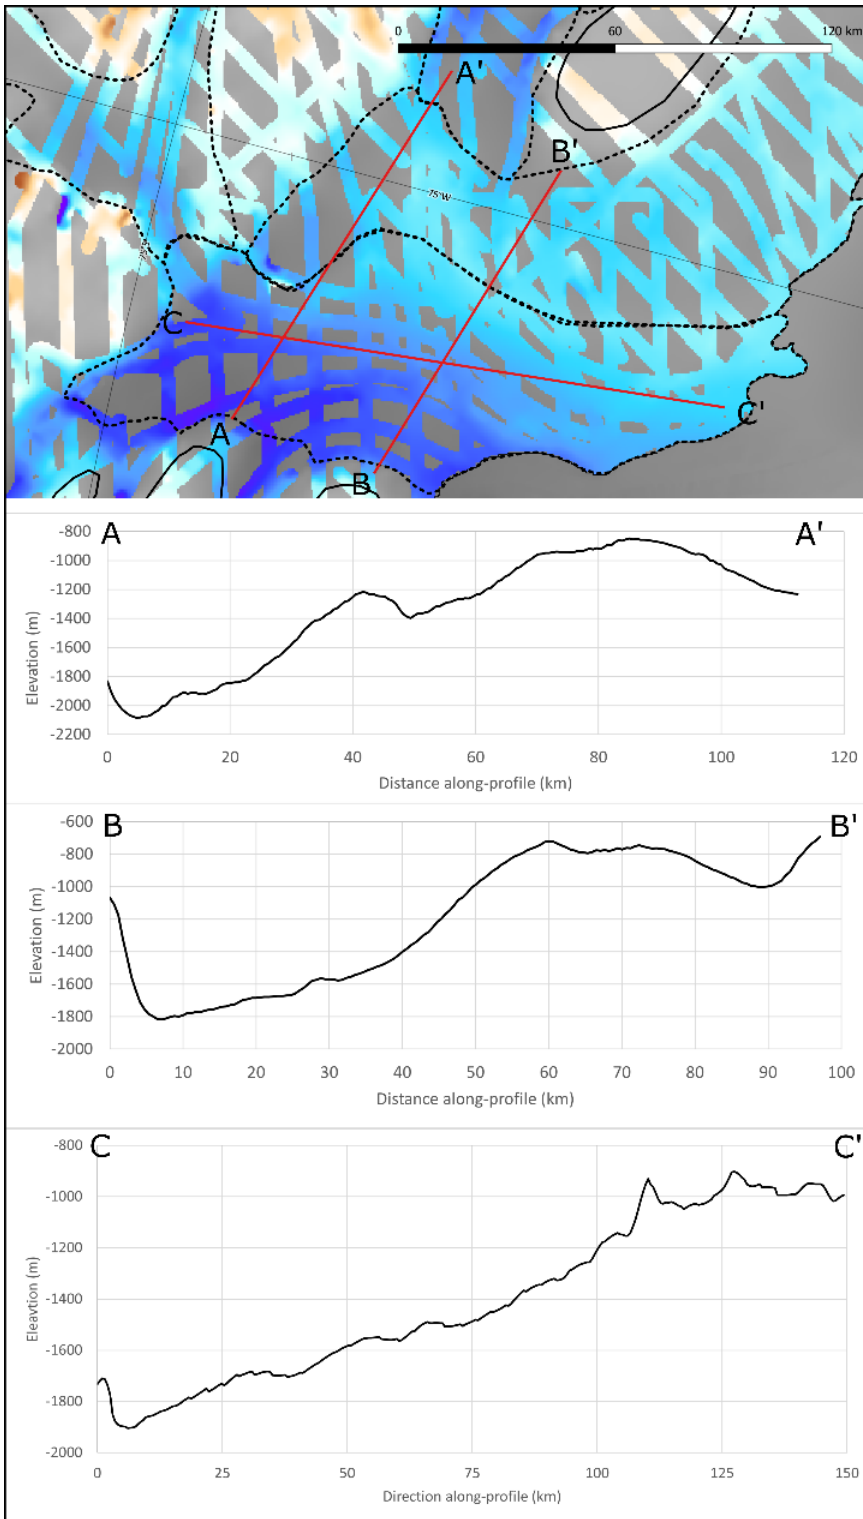 0 60 120 km
A'
B'
75°W
C
C'
A
B
A A'
-800
-1000
-1200
-1400
-1600
-1800
-2000
-2200
Elevation (m)
0 20 40 60 80 100 120
Distance along-profile (km)
B B'
-600
-800
-1000
-1200
-1400
-1600
-1800
-2000
Elevation (m)
0 10 20 30 40 50 60 70 80 90 100
Distance along-profile (km)
C C'
-800
-1000
-1200
-1400
-1600
-1800
-2000
Eleavtion (m)
0 25 50 75 100 125 150
Direction along-profile (km)